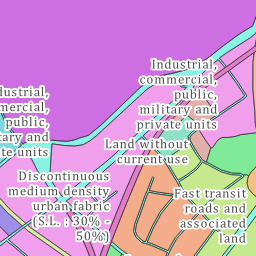 Industrial,
commercial,
public,
military and
private units
dustrial,
mercial,
public,
tary and
te units
Land without
current use
Discontinuous
medium density
urban fabric
(S.L. : 30% -
50%)
Fast transit
roads and
associated
land